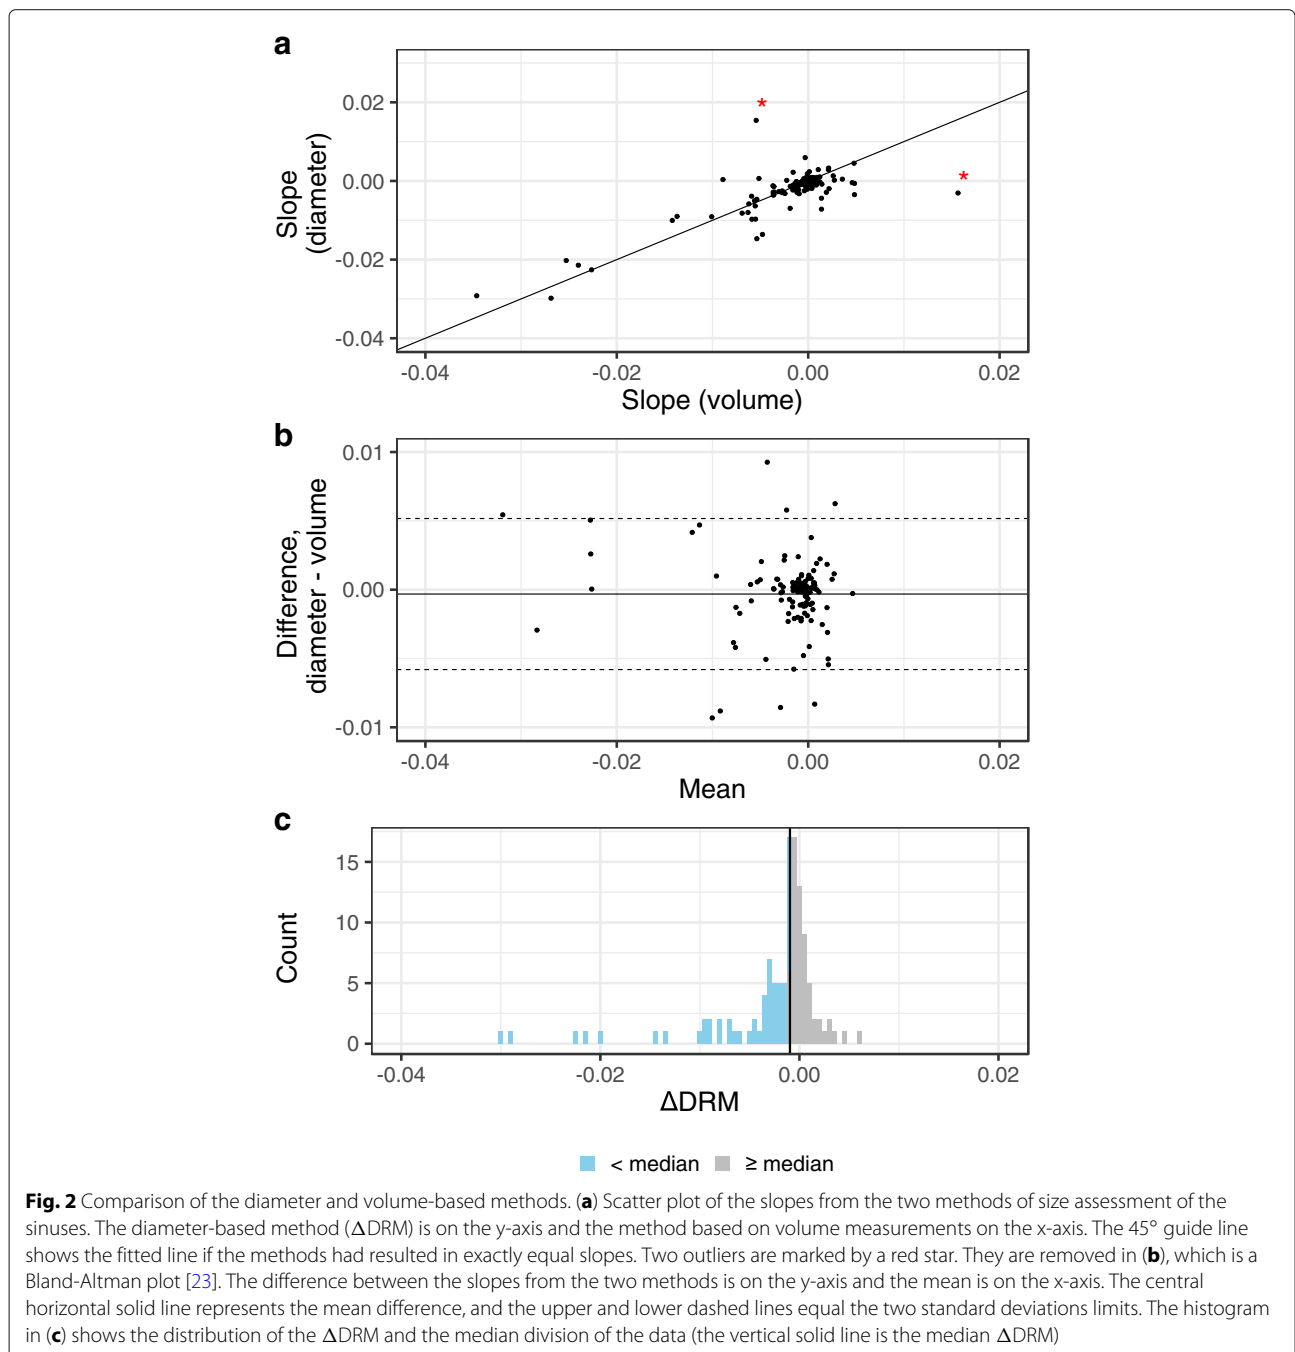 a
0.02
0.00
-0.02
-0.04
Slope
(diameter)
-0.04 -0.02 0.00 0.02
Slope (volume)
b
0.01
0.00
-0.01
Difference,
diameter - volume
-0.04 -0.02 0.00 0.02
Mean
c
15
10
5
0
Count
-0.04 -0.02 0.00 0.02
ΔDRM
< median ≥ median
Fig. 2 Comparison of the diameter and volume-based methods. (a) Scatter plot of the slopes from the two methods of size assessment of the
sinuses. The diameter-based method (ΔDRM) is on the y-axis and the method based on volume measurements on the x-axis. The 45° guide line
shows the fitted line if the methods had resulted in exactly equal slopes. Two outliers are marked by a red star. They are removed in (b), which is a
Bland-Altman plot [23]. The difference between the slopes from the two methods is on the y-axis and the mean is on the x-axis. The central
horizontal solid line represents the mean difference, and the upper and lower dashed lines equal the two standard deviations limits. The histogram
in (c) shows the distribution of the ΔDRM and the median division of the data (the vertical solid line is the median ΔDRM)